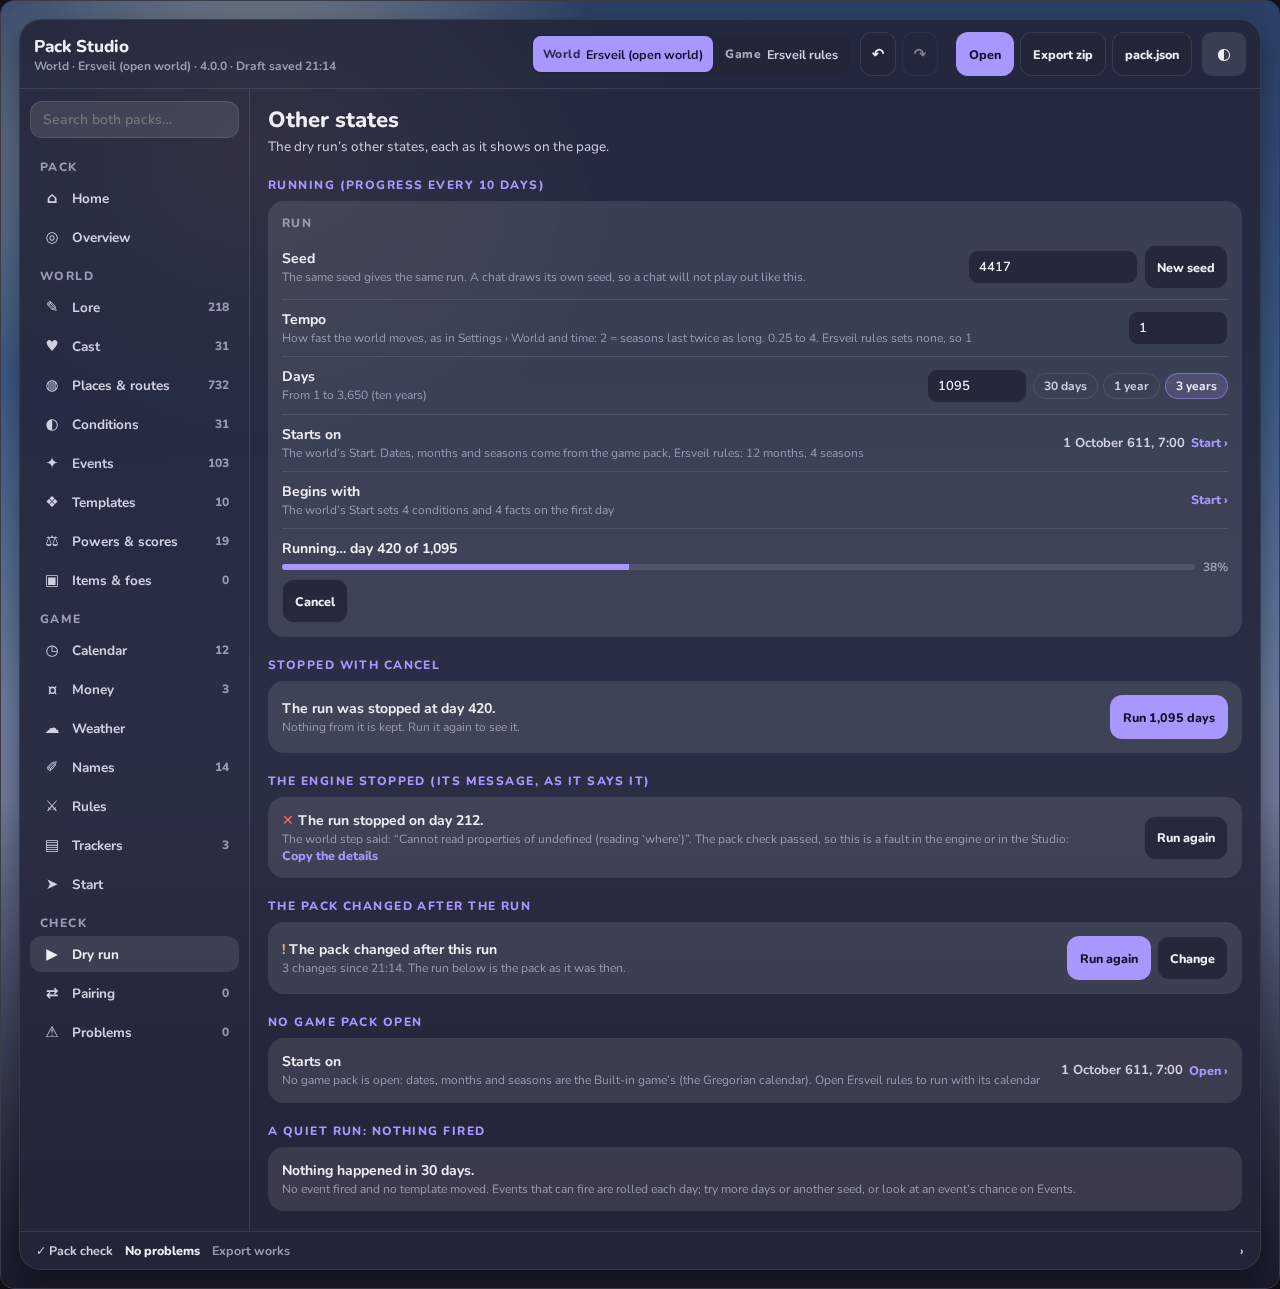 Pack Studio
World · Ersveil (open world) · 4.0.0 · Draft saved 21:14
World Ersveil (open world)
Game Ersveil rules
Open
Export zip
pack.json
Search both packs…
PACK
Home
Overview
WORLD
Lore 218
Cast 31
Places & routes 732
Conditions 31
Events 103
Templates 10
Powers & scores 19
Items & foes 0
GAME
Calendar 12
Money 3
Weather
Names 14
Rules
Trackers 3
Start
CHECK
Dry run
Pairing 0
Problems 0
Other states
The dry run’s other states, each as it shows on the page.
RUNNING (PROGRESS EVERY 10 DAYS)
RUN
Seed
The same seed gives the same run. A chat draws its own seed, so a chat will not play out like this.
4417
New seed
Tempo
How fast the world moves, as in Settings › World and time: 2 = seasons last twice as long. 0.25 to 4. Ersveil rules sets none, so 1
1
Days
From 1 to 3,650 (ten years)
1095
30 days
1 year
3 years
Starts on
The world’s Start. Dates, months and seasons come from the game pack, Ersveil rules: 12 months, 4 seasons
1 October 611, 7:00 Start ›
Begins with
The world’s Start sets 4 conditions and 4 facts on the first day
Start ›
Running… day 420 of 1,095
38%
Cancel
STOPPED WITH CANCEL
The run was stopped at day 420.
Nothing from it is kept. Run it again to see it.
Run 1,095 days
THE ENGINE STOPPED (ITS MESSAGE, AS IT SAYS IT)
✕ The run stopped on day 212.
The world step said: “Cannot read properties of undefined (reading ‘where’)”. The pack check passed, so this is a fault in the engine or in the Studio:
Copy the details
Run again
THE PACK CHANGED AFTER THE RUN
! The pack changed after this run
3 changes since 21:14. The run below is the pack as it was then.
Run again
Change
NO GAME PACK OPEN
Starts on
No game pack is open: dates, months and seasons are the Built-in game’s (the Gregorian calendar). Open Ersveil rules to run with its calendar
1 October 611, 7:00 Open ›
A QUIET RUN: NOTHING FIRED
Nothing happened in 30 days.
No event fired and no template moved. Events that can fire are rolled each day; try more days or another seed, or look at an event’s chance on Events.
✓ Pack check No problems Export works ›